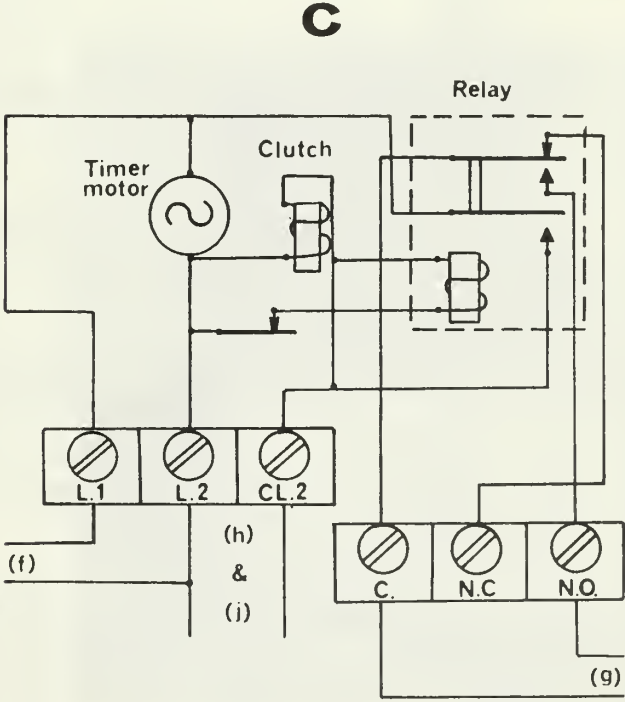 C
Relay
Clutch
Timer
motor
L.1
L.2
CL.2
(f)
(h)
&
(j)
C.
N.C
N.O.
(g)